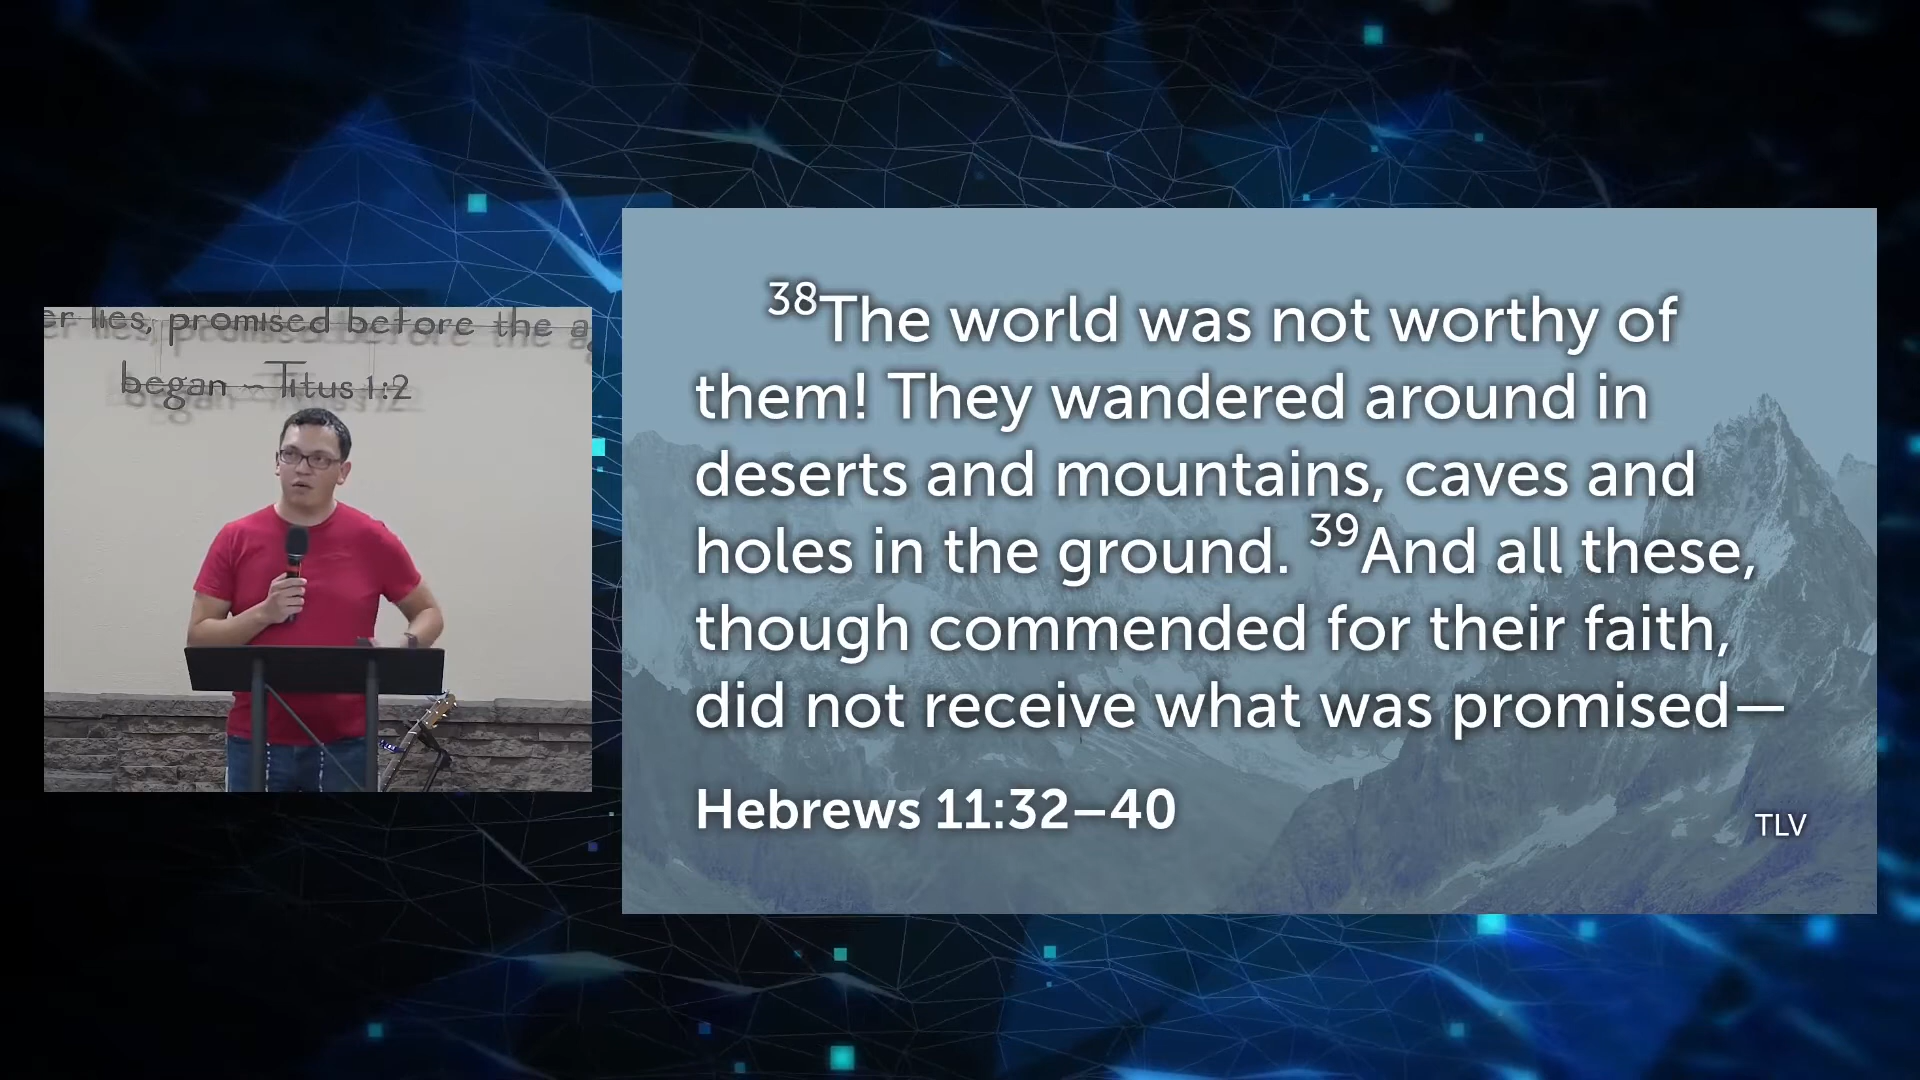 er lies, promised before the a
began ~ Titus 1:2
38The world was not worthy of
them! They wandered around in
deserts and mountains, caves and
holes in the ground. 39And all these,
though commended for their faith,
did not receive what was promised—
Hebrews 11:32–40
TLV